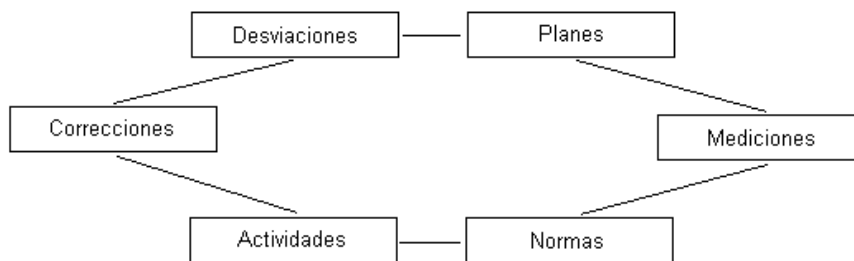 Desviaciones
Planes
Correcciones
Mediciones
Actividades
Normas